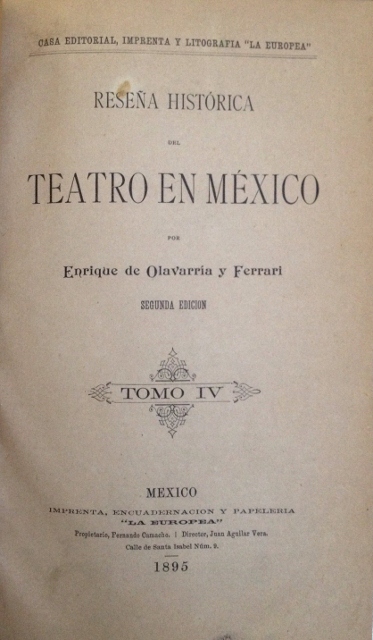 CASA EDITORIAL, IMPRENTA Y LITOGRAFIA "LA EUROPEA"
RESEÑA HISTÓRICA
DEL
TEATRO EN MÉXICO
POR
Enrique de Olavarría y Ferrari
SEGUNDA EDICION
TOMO IV
MEXICO
IMPRENTA, ENCUADERNACION Y PAPELERIA
"LA EUROPEA"
Propietario, Fernando Camacho. | Director, Juan Aguilar Vera.
Calle de Santa Isabel Núm. 9.
1895